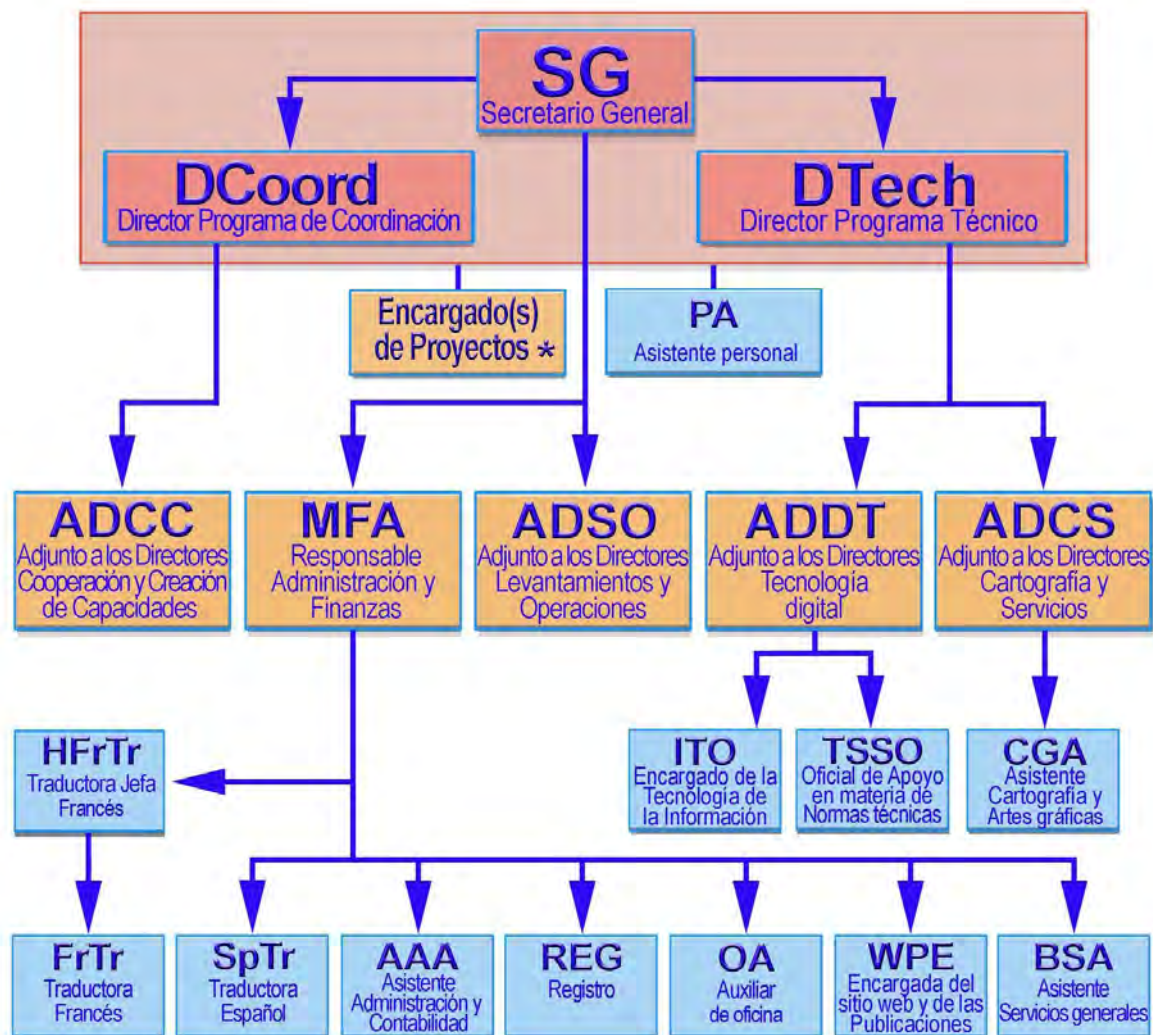 SG
Secretario General
DCoord
Director Programa de Coordinación
DTech
Director Programa Técnico
Encargado(s)
de Proyectos *
PA
Asistente personal
ADCC
Adjunto a los Directores
Cooperación y Creación
de Capacidades
MFA
Responsable
Administración y
Finanzas
ADSO
Adjunto a los Directores
Levantamientos y
Operaciones
ADDT
Adjunto a los Directores
Tecnología
digital
ADCS
Adjunto a los Directores
Cartografía y
Servicios
HFrTr
Traductora Jefa
Francés
ITO
Encargado de la
Tecnología de
la Información
TSSO
Oficial de Apoyo
en materia de
Normas técnicas
CGA
Asistente
Cartografía y
Artes gráficas
FrTr
Traductora
Francés
SpTr
Traductora
Español
AAA
Asistente
Administración y
Contabilidad
REG
Registro
OA
Auxiliar
de oficina
WPE
Encargada del
sitio web y de las
Publicaciones
BSA
Asistente
Servicios generales